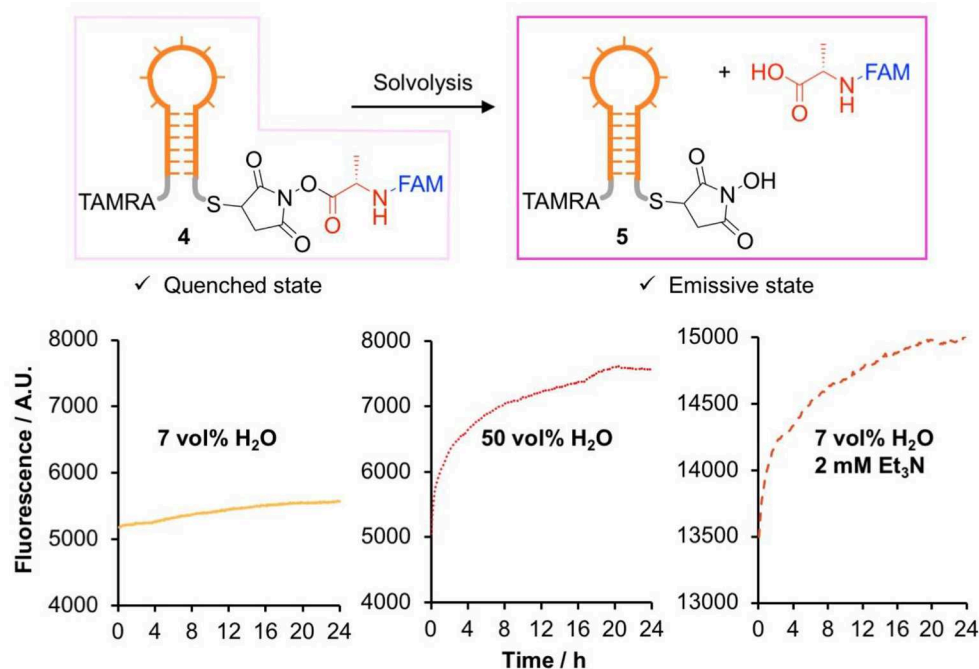 Solvolysis
+
HO
O
N
H
FAM
TAMRA
S
O
N
O
O
O
N
H
FAM
4
TAMRA
S
O
N
OH
O
5
✓ Quenched state
✓ Emissive state
Fluorescence / A.U.
8000
7000
6000
5000
4000
7 vol% H₂O
0 4 8 12 16 20 24
8000
7000
6000
5000
4000
50 vol% H₂O
0 4 8 12 16 20 24
15000
14500
14000
13500
13000
7 vol% H₂O
2 mM Et₃N
0 4 8 12 16 20 24
Time / h